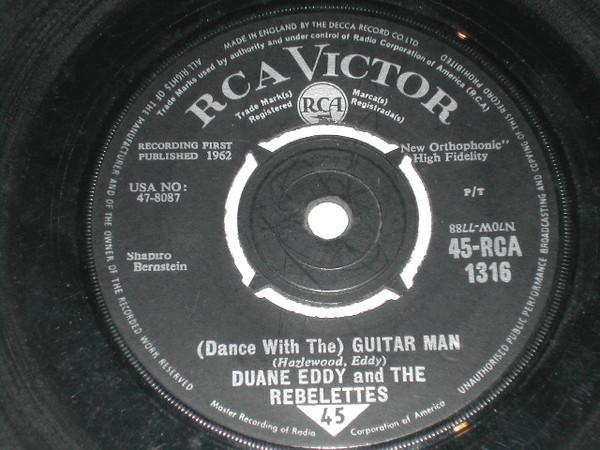 MADE IN ENGLAND BY THE DECCA RECORD CO. LTD.
Trade Marks used by authority and under control of Radio Corporation of America (R.C.A.)
ALL RIGHTS OF THE MANUFACTURER AND OF THE OWNER OF THE RECORDED WORK RESERVED
UNAUTHORISED PUBLIC PERFORMANCE BROADCASTING AND COPYING OF THIS RECORD PROHIBITED
RCA VICTOR
Trade Mark(s)
Registered
RCA
Marca(s)
Registrada(s)
RECORDING FIRST
PUBLISHED 1962
New Orthophonic"
High Fidelity
USA NO:
47-8087
P/T
N7OW-7788
45-RCA
1316
Shapiro
Bernstein
(Dance With The) GUITAR MAN
(Hazlewood, Eddy)
DUANE EDDY and THE
REBELETTES
45
Master Recording of Radio Corporation of America